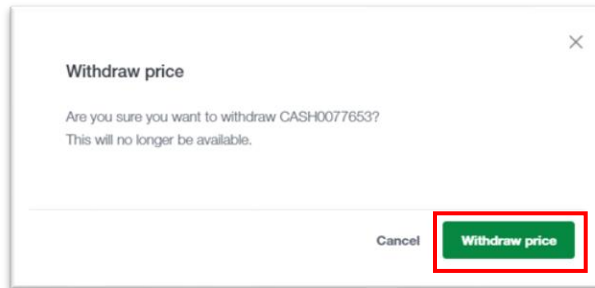 Withdraw price
Are you sure you want to withdraw CASH0077653?
This will no longer be available.
Cancel
Withdraw price